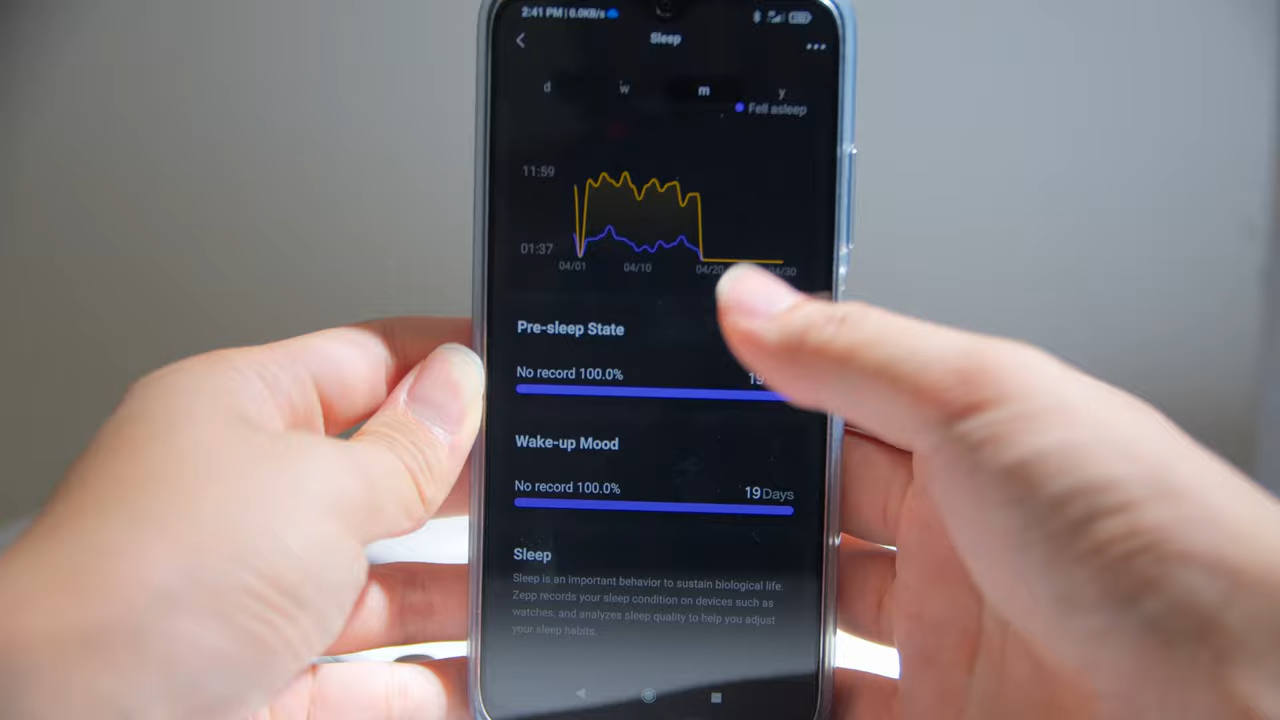 2:41 PM | 6.0KB/s
Sleep
d w m y
Fell asleep
11:59
01:37
04/01 04/10 04/20 04/30
Pre-sleep State
No record 100.0% 19
Wake-up Mood
No record 100.0% 19 Days
Sleep
Sleep is an important behavior to sustain biological life.
Zepp records your sleep condition on devices such as
watches, and analyzes sleep quality to help you adjust
your sleep habits.